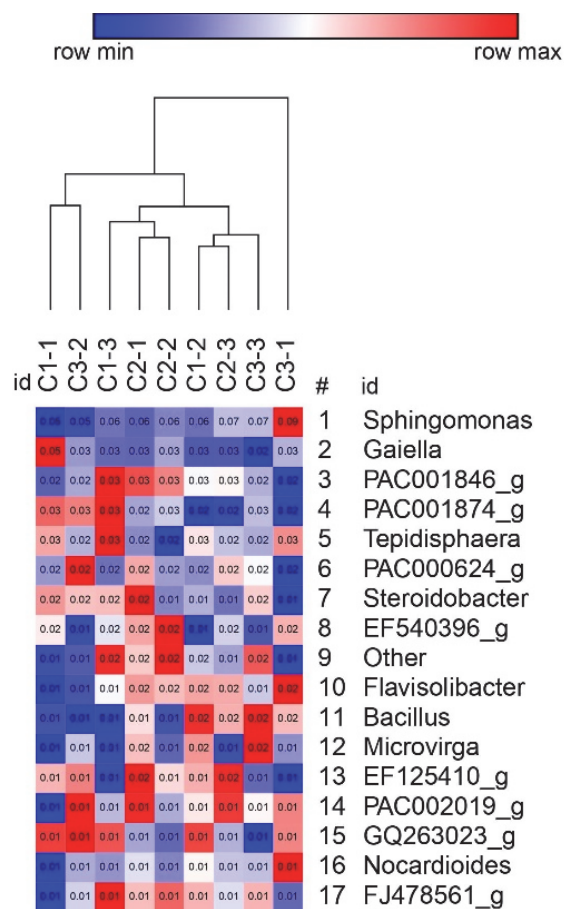 row min row max
id C1-1 C3-2 C1-3 C2-1 C2-2 C1-2 C2-3 C3-3 C3-1 # id
0.06 0.05 0.06 0.06 0.06 0.06 0.07 0.07 0.09 1 Sphingomonas
0.05 0.03 0.03 0.03 0.03 0.03 0.03 0.02 0.03 2 Gaiella
0.02 0.02 0.03 0.03 0.03 0.03 0.03 0.02 0.02 3 PAC001846_g
0.03 0.03 0.03 0.02 0.03 0.02 0.02 0.03 0.02 4 PAC001874_g
0.03 0.02 0.03 0.02 0.02 0.03 0.02 0.02 0.03 5 Tepidisphaera
0.02 0.02 0.02 0.02 0.02 0.02 0.02 0.02 0.02 6 PAC000624_g
0.02 0.02 0.02 0.02 0.01 0.01 0.01 0.02 0.01 7 Steroidobacter
0.02 0.01 0.02 0.02 0.02 0.01 0.02 0.01 0.02 8 EF540396_g
0.01 0.01 0.02 0.02 0.02 0.02 0.01 0.02 0.01 9 Other
0.01 0.01 0.01 0.02 0.02 0.02 0.02 0.01 0.02 10 Flavisolibacter
0.01 0.01 0.01 0.01 0.01 0.02 0.02 0.02 0.02 11 Bacillus
0.01 0.01 0.01 0.02 0.01 0.02 0.01 0.02 0.01 12 Microvirga
0.01 0.01 0.01 0.02 0.01 0.01 0.02 0.01 0.01 13 EF125410_g
0.01 0.01 0.01 0.01 0.01 0.01 0.01 0.01 0.01 14 PAC002019_g
0.01 0.01 0.01 0.01 0.01 0.01 0.01 0.01 0.01 15 GQ263023_g
0.01 0.01 0.01 0.01 0.01 0.01 0.01 0.01 0.01 16 Nocardioides
0.01 0.01 0.01 0.01 0.01 0.01 0.01 0.01 0.01 17 FJ478561_g